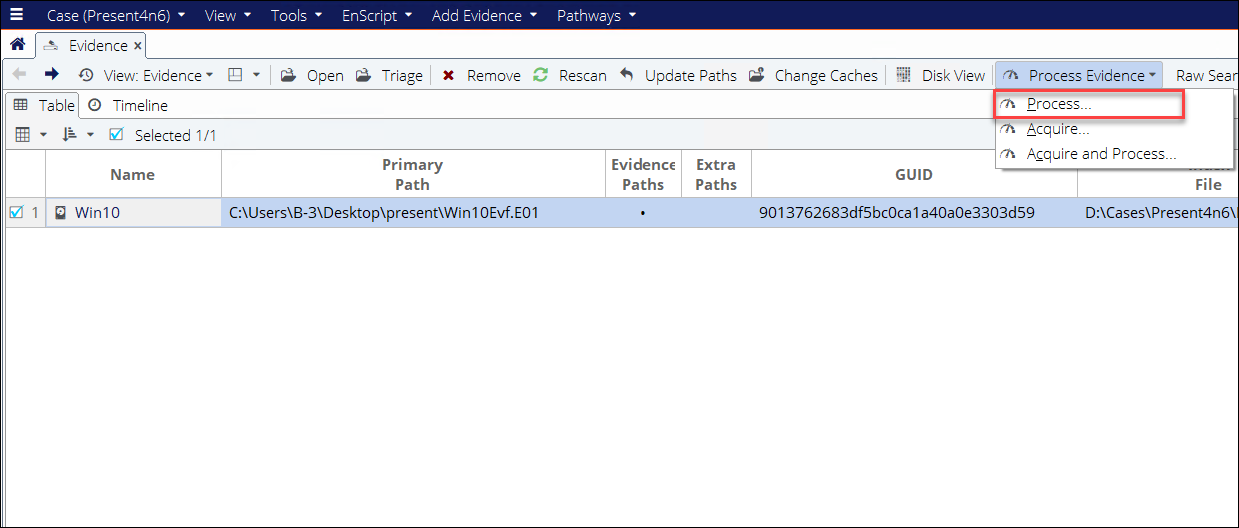 Case (Present4n6) View Tools EnScript Add Evidence Pathways
Evidence
View: Evidence Open Triage Remove Rescan Update Paths Change Caches Disk View Process Evidence Raw Sear
Table Timeline
Process...
Selected 1/1
Acquire...
Acquire and Process...
Name Primary Path Evidence Paths Extra Paths GUID File
1 Win10 C:\Users\B-3\Desktop\present\Win10Evf.E01 • 9013762683df5bc0ca1a40a0e3303d59 D:\Cases\Present4n6\